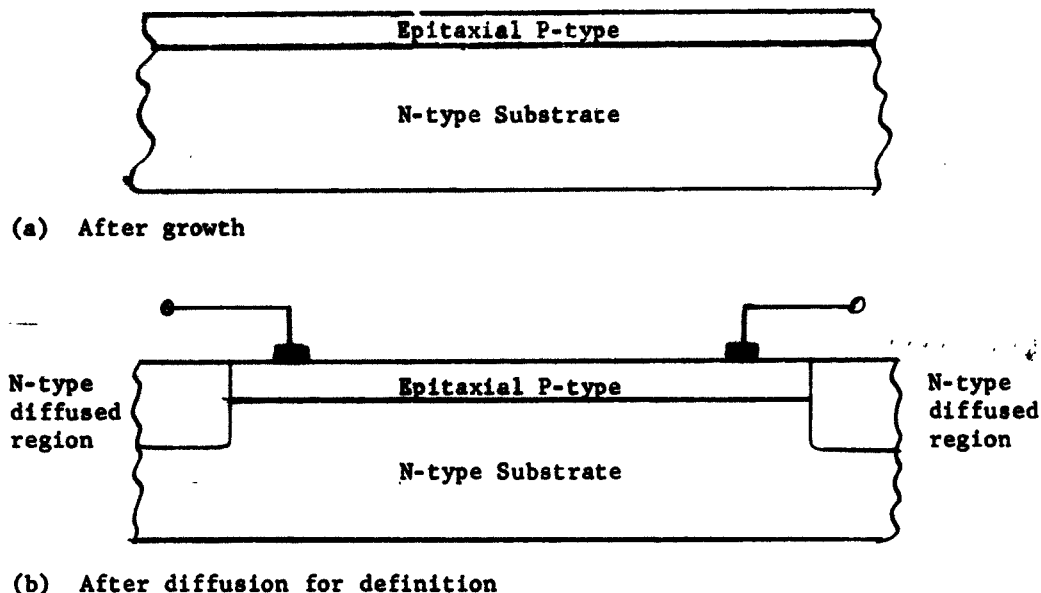 Epitaxial P-type
N-type Substrate
(a) After growth
N-type
diffused
region
Epitaxial P-type
N-type
diffused
region
N-type Substrate
(b) After diffusion for definition